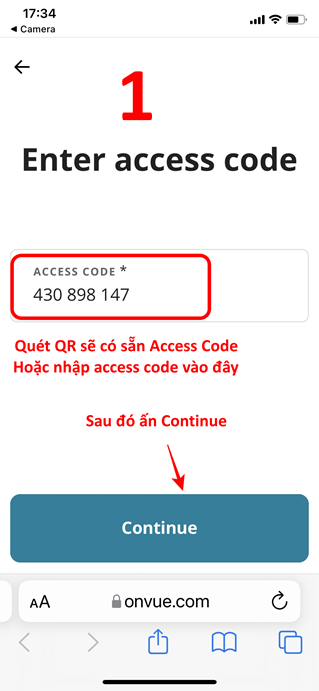 17:34
◀ Camera
1
Enter access code
ACCESS CODE *
430 898 147
Quét QR sẽ có sẵn Access Code
Hoặc nhập access code vào đây
Sau đó ấn Continue
Continue
AA
onvue.com